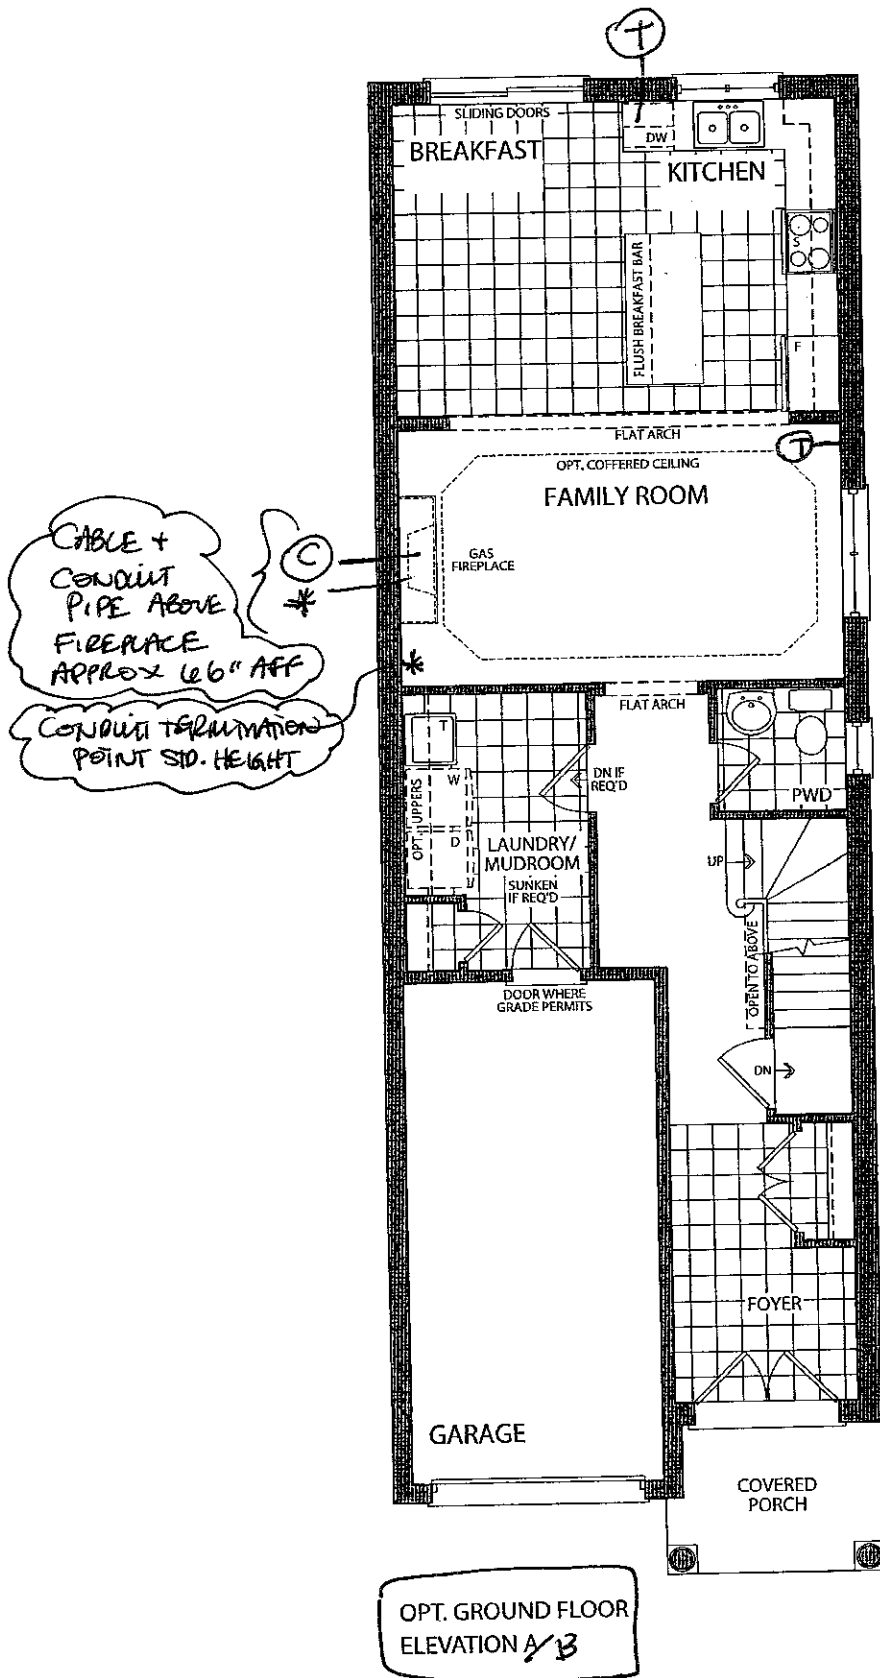 T
SLIDING DOORS
BREAKFAST
DW
KITCHEN
S
FLUSH BREAKFAST BAR
F
FLAT ARCH
T
OPT. COFFERED CEILING
FAMILY ROOM
CABLE +
CONDUIT
PIPE ABOVE
FIREPLACE
APPROX 66" AFF
C
*
GAS
FIREPLACE
*
CONDUIT TERMINATION
POINT STD. HEIGHT
FLAT ARCH
T
W
OPT. UPPERS
D
DN IF
REQ'D
PWD
LAUNDRY/
MUDROOM
SUNKEN
IF REQ'D
UP
OPEN TO ABOVE
DOOR WHERE
GRADE PERMITS
DN
FOYER
GARAGE
COVERED
PORCH
OPT. GROUND FLOOR
ELEVATION A/B